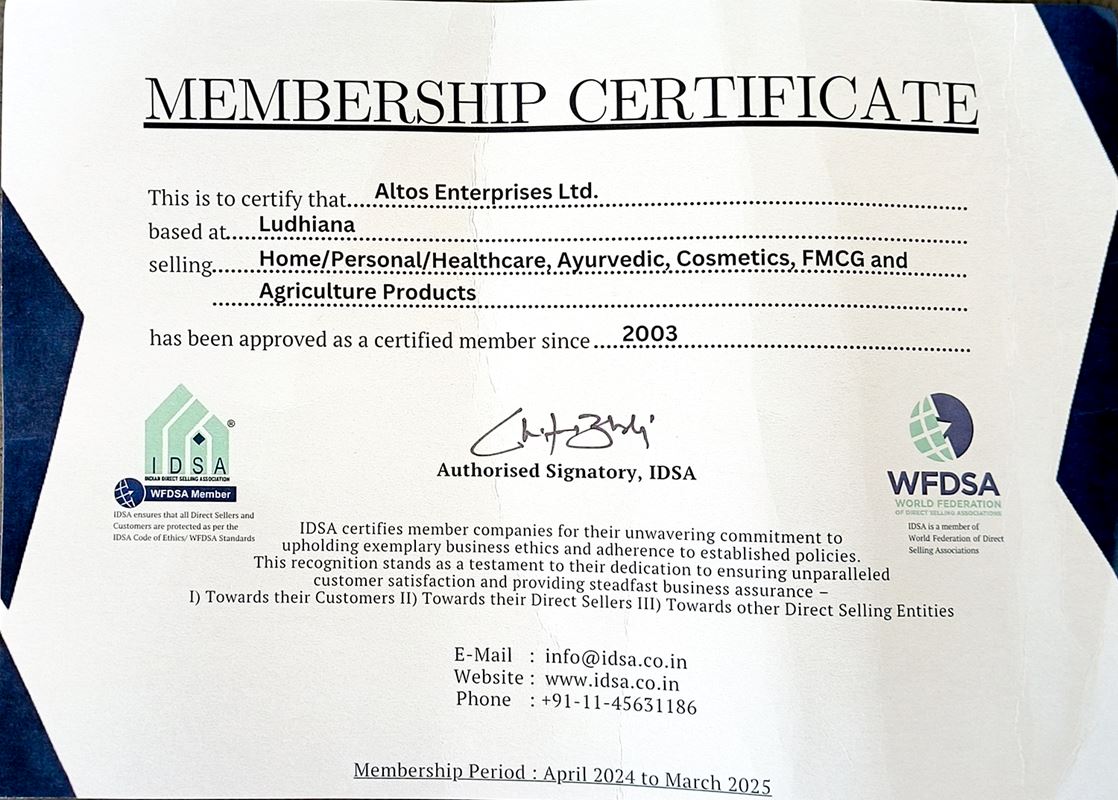 MEMBERSHIP CERTIFICATE
This is to certify that.... Altos Enterprises Ltd.
based at.... Ludhiana
selling....... Home/Personal/Healthcare, Ayurvedic, Cosmetics, FMCG and
Agriculture Products
has been approved as a certified member since .... 2003
IDSA ®
INDIAN DIRECT SELLING ASSOCIATION
WFDSA Member
IDSA ensures that all Direct Sellers and
Customers are protected as per the
IDSA Code of Ethics/ WFDSA Standards
Authorised Signatory, IDSA
WFDSA
WORLD FEDERATION
OF DIRECT SELLING ASSOCIATIONS
IDSA is a member of
World Federation of Direct
Selling Associations
IDSA certifies member companies for their unwavering commitment to
upholding exemplary business ethics and adherence to established policies.
This recognition stands as a testament to their dedication to ensuring unparalleled
customer satisfaction and providing steadfast business assurance –
I) Towards their Customers II) Towards their Direct Sellers III) Towards other Direct Selling Entities
E-Mail : info@idsa.co.in
Website : www.idsa.co.in
Phone : +91-11-45631186
Membership Period : April 2024 to March 2025